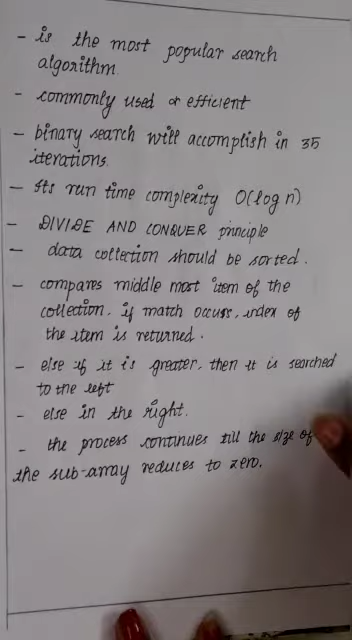 - is the most popular search
algorithm.
- commonly used or efficient
- binary search will accomplish in 35
iterations.
- Its run time complexity O(log n)
- DIVIDE AND CONQUER principle
- data collection should be sorted.
- compares middle most item of the
collection. if match occurs, index of
the item is returned.
- else if it is greater, then it is searched
to the left
- else in the right.
- the process continues till the size of
the sub-array reduces to zero.